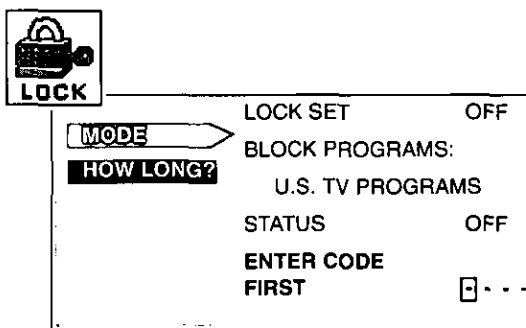 LOCK
LOCK SET OFF
MODE
BLOCK PROGRAMS:
HOW LONG?
U.S. TV PROGRAMS
STATUS OFF
ENTER CODE
FIRST - - - -